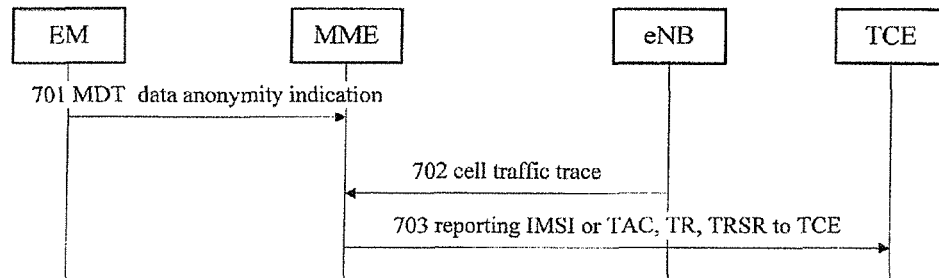 EM MME eNB TCE
701 MDT data anonymity indication
702 cell traffic trace
703 reporting IMSI or TAC, TR, TRSR to TCE